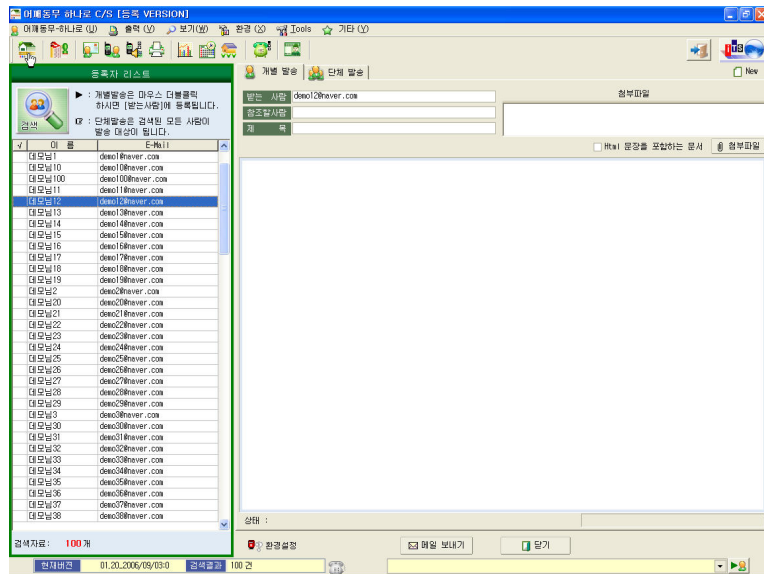 어깨동무 하나로 C/S [등록 VERSION]
어깨동무-하나로 (U) 출력 (V) 보기(W) 환경 (X) Tools 기타 (Y)
등록자 리스트
검색
▶ : 개별발송은 마우스 더블클릭
하시면 [받는사람]에 등록됩니다.
☞ : 단체발송은 검색된 모든 사람이
발송 대상이 됩니다.
√ 이 름 E-Mail
데모님1 demo1@naver.com
데모님10 demo10@naver.com
데모님100 demo100@naver.com
데모님11 demo11@naver.com
데모님12 demo12@naver.com
데모님13 demo13@naver.com
데모님14 demo14@naver.com
데모님15 demo15@naver.com
데모님16 demo16@naver.com
데모님17 demo17@naver.com
데모님18 demo18@naver.com
데모님19 demo19@naver.com
데모님2 demo2@naver.com
데모님20 demo20@naver.com
데모님21 demo21@naver.com
데모님22 demo22@naver.com
데모님23 demo23@naver.com
데모님24 demo24@naver.com
데모님25 demo25@naver.com
데모님26 demo26@naver.com
데모님27 demo27@naver.com
데모님28 demo28@naver.com
데모님29 demo29@naver.com
데모님3 demo3@naver.com
데모님30 demo30@naver.com
데모님31 demo31@naver.com
데모님32 demo32@naver.com
데모님33 demo33@naver.com
데모님34 demo34@naver.com
데모님35 demo35@naver.com
데모님36 demo36@naver.com
데모님37 demo37@naver.com
데모님38 demo38@naver.com
검색자료: 100개
개별 발송 단체 발송
New
받는 사람 demo12@naver.com
참조할사람
제 목
첨부파일
Html 문장을 포함하는 문서 첨부파일
상태 :
환경설정 메일 보내기 닫기
현재버전 01.20.2006/09/03:0 검색결과 100 건